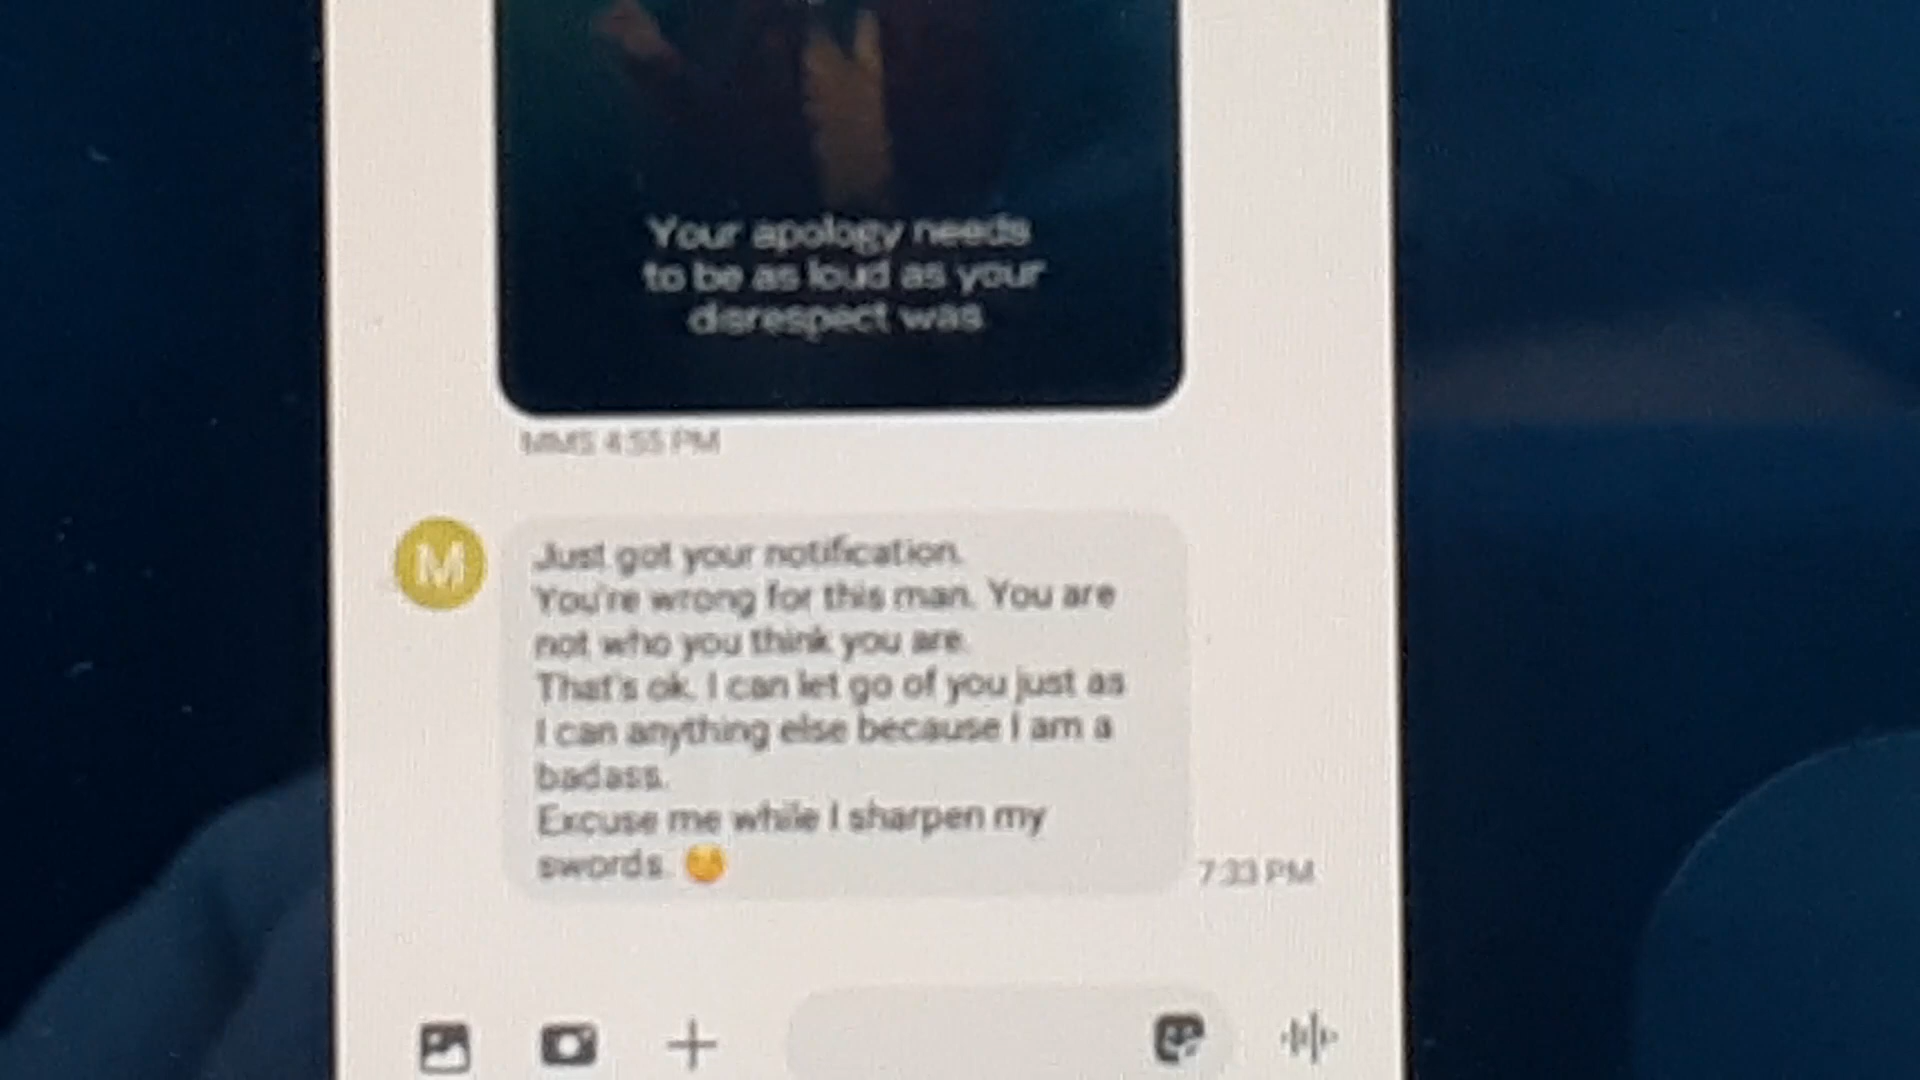 Your apology needs
to be as loud as your
disrespect was
MMS 4:55 PM
M
Just got your notification.
You're wrong for this man. You are
not who you think you are.
That's ok. I can let go of you just as
I can anything else because I am a
badass.
Excuse me while I sharpen my
swords.
7:33 PM